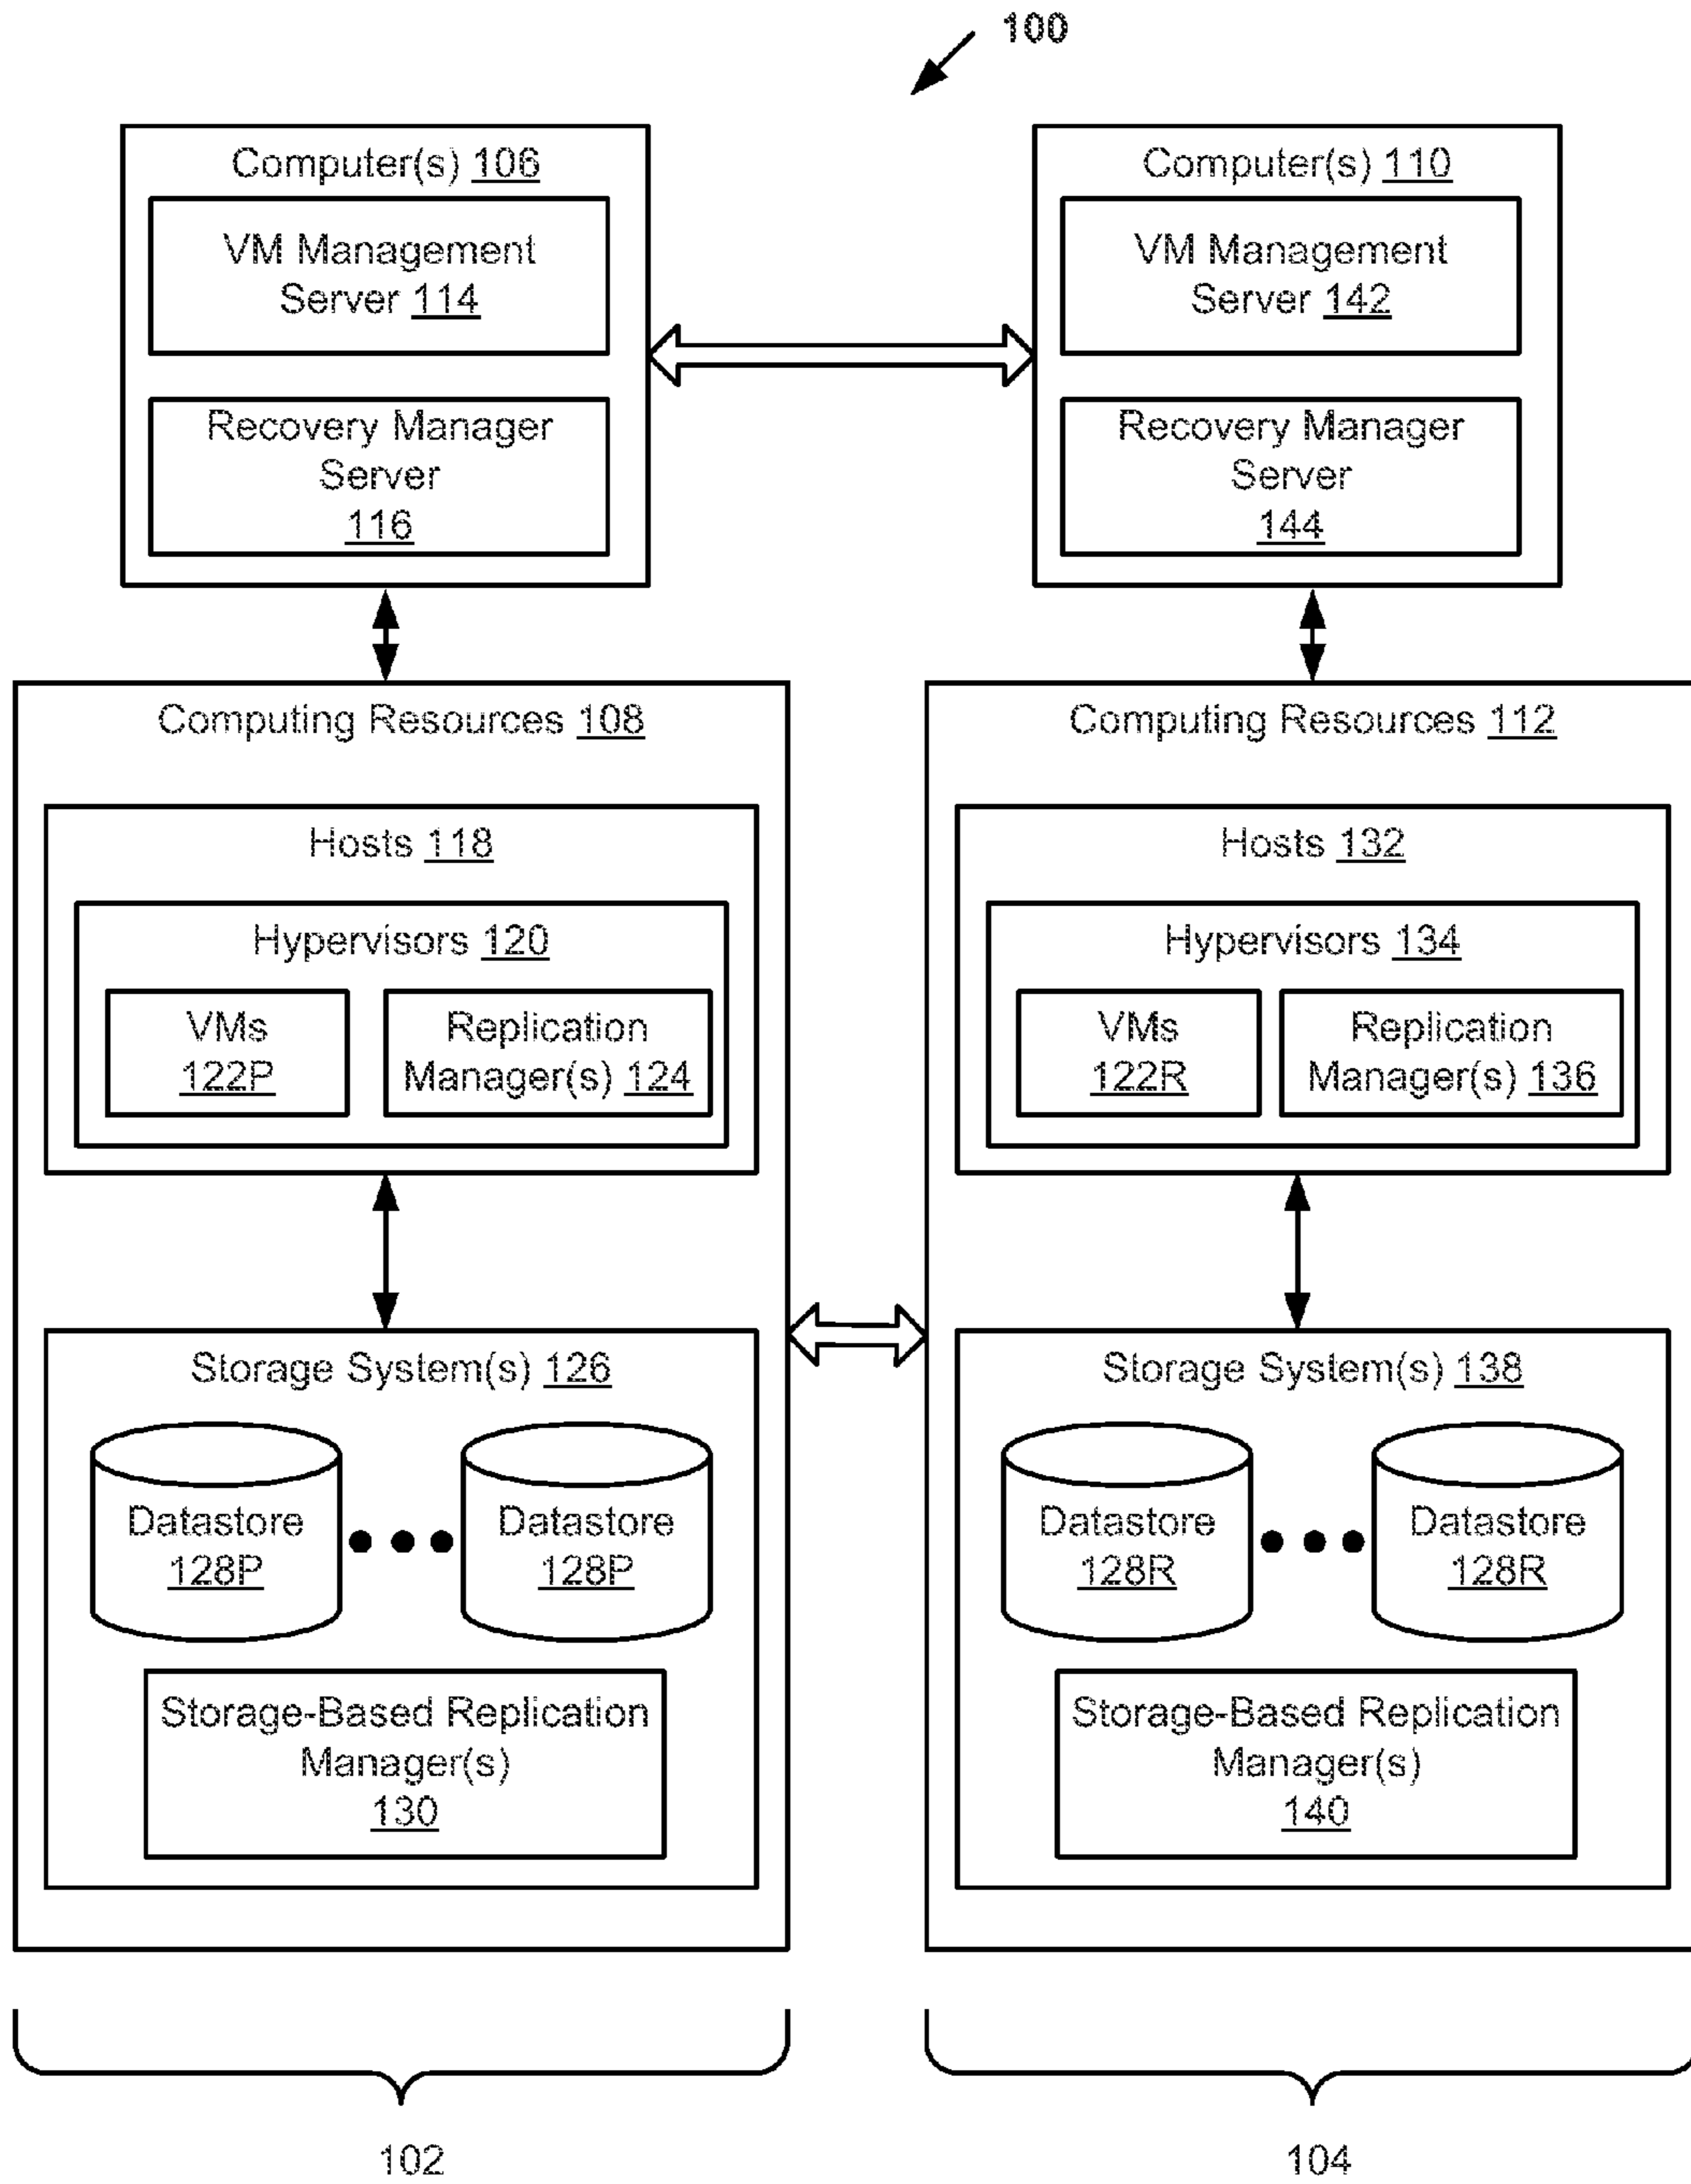 100
Computer(s) 106
VM Management
Server 114
Recovery Manager
Server
116
Computer(s) 110
VM Management
Server 142
Recovery Manager
Server
144
Computing Resources 108
Hosts 118
Hypervisors 120
VMs
122P
Replication
Manager(s) 124
Storage System(s) 126
Datastore
128P
Datastore
128P
Storage-Based Replication
Manager(s)
130
102
Computing Resources 112
Hosts 132
Hypervisors 134
VMs
122R
Replication
Manager(s) 136
Storage System(s) 138
Datastore
128R
Datastore
128R
Storage-Based Replication
Manager(s)
140
104